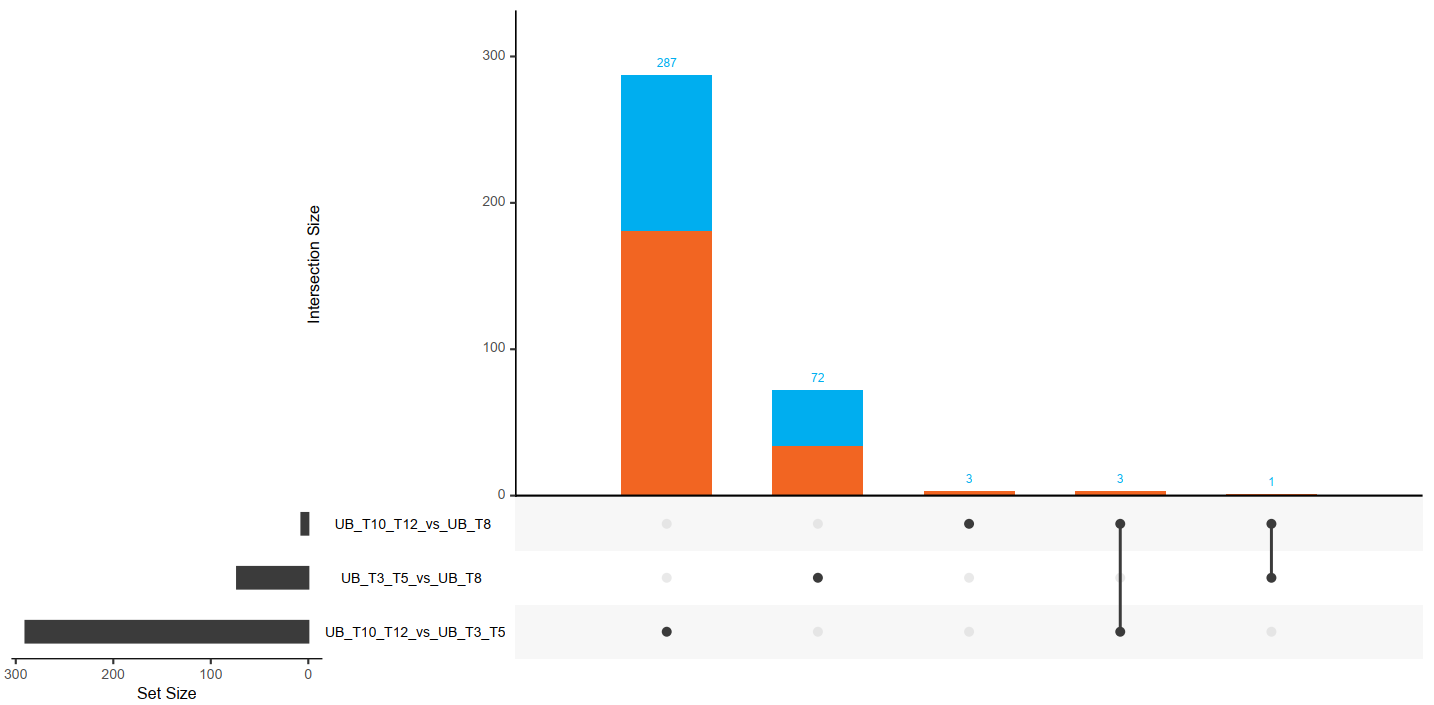 300
287
200
Intersection Size
100
72
3
3
1
0
UB_T10_T12_vs_UB_T8
UB_T3_T5_vs_UB_T8
UB_T10_T12_vs_UB_T3_T5
300 200 100 0
Set Size